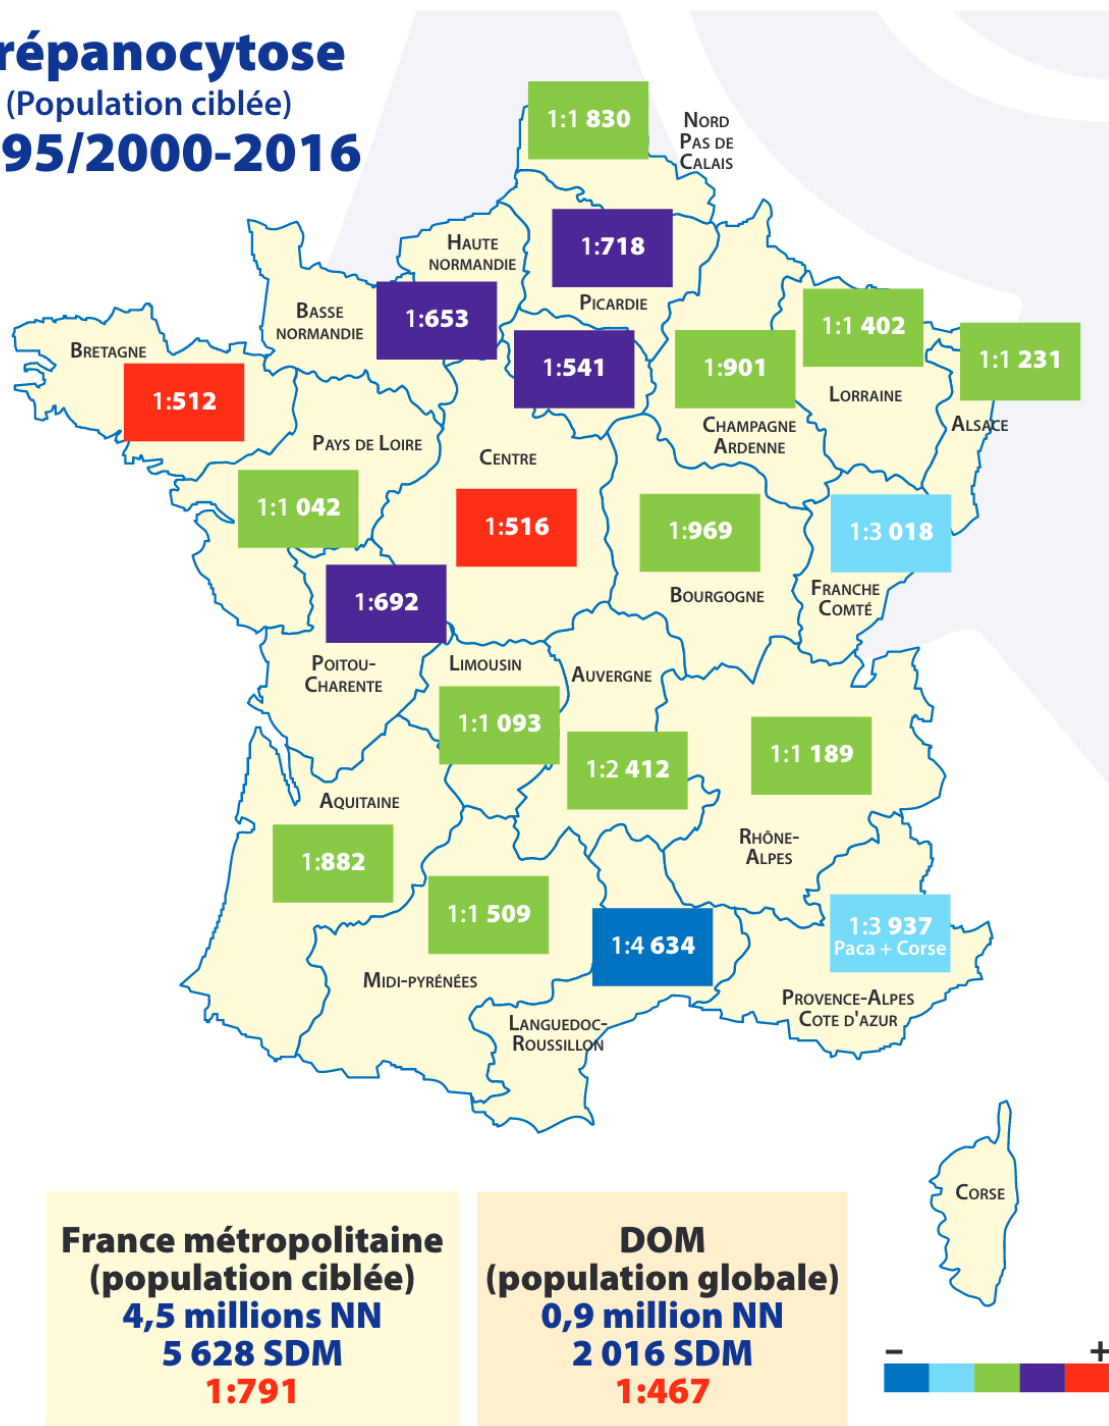 répanocytose
(Population ciblée)
95/2000-2016
1:1 830
NORD
PAS DE
CALAIS
1:718
PICARDIE
HAUTE
NORMANDIE
1:653
BASSE
NORMANDIE
1:541
1:901
CHAMPAGNE
ARDENNE
1:1 402
LORRAINE
1:1 231
ALSACE
BRETAGNE
1:512
PAYS DE LOIRE
1:1 042
CENTRE
1:516
1:969
BOURGOGNE
1:3 018
FRANCHE
COMTÉ
1:692
POITOU-
CHARENTE
LIMOUSIN
1:1 093
AUVERGNE
1:2 412
1:1 189
RHÔNE-
ALPES
AQUITAINE
1:882
1:1 509
MIDI-PYRÉNÉES
1:4 634
LANGUEDOC-
ROUSSILLON
1:3 937
Paca + Corse
PROVENCE-ALPES
COTE D'AZUR
CORSE
France métropolitaine
(population ciblée)
4,5 millions NN
5 628 SDM
1:791
DOM
(population globale)
0,9 million NN
2 016 SDM
1:467
– +